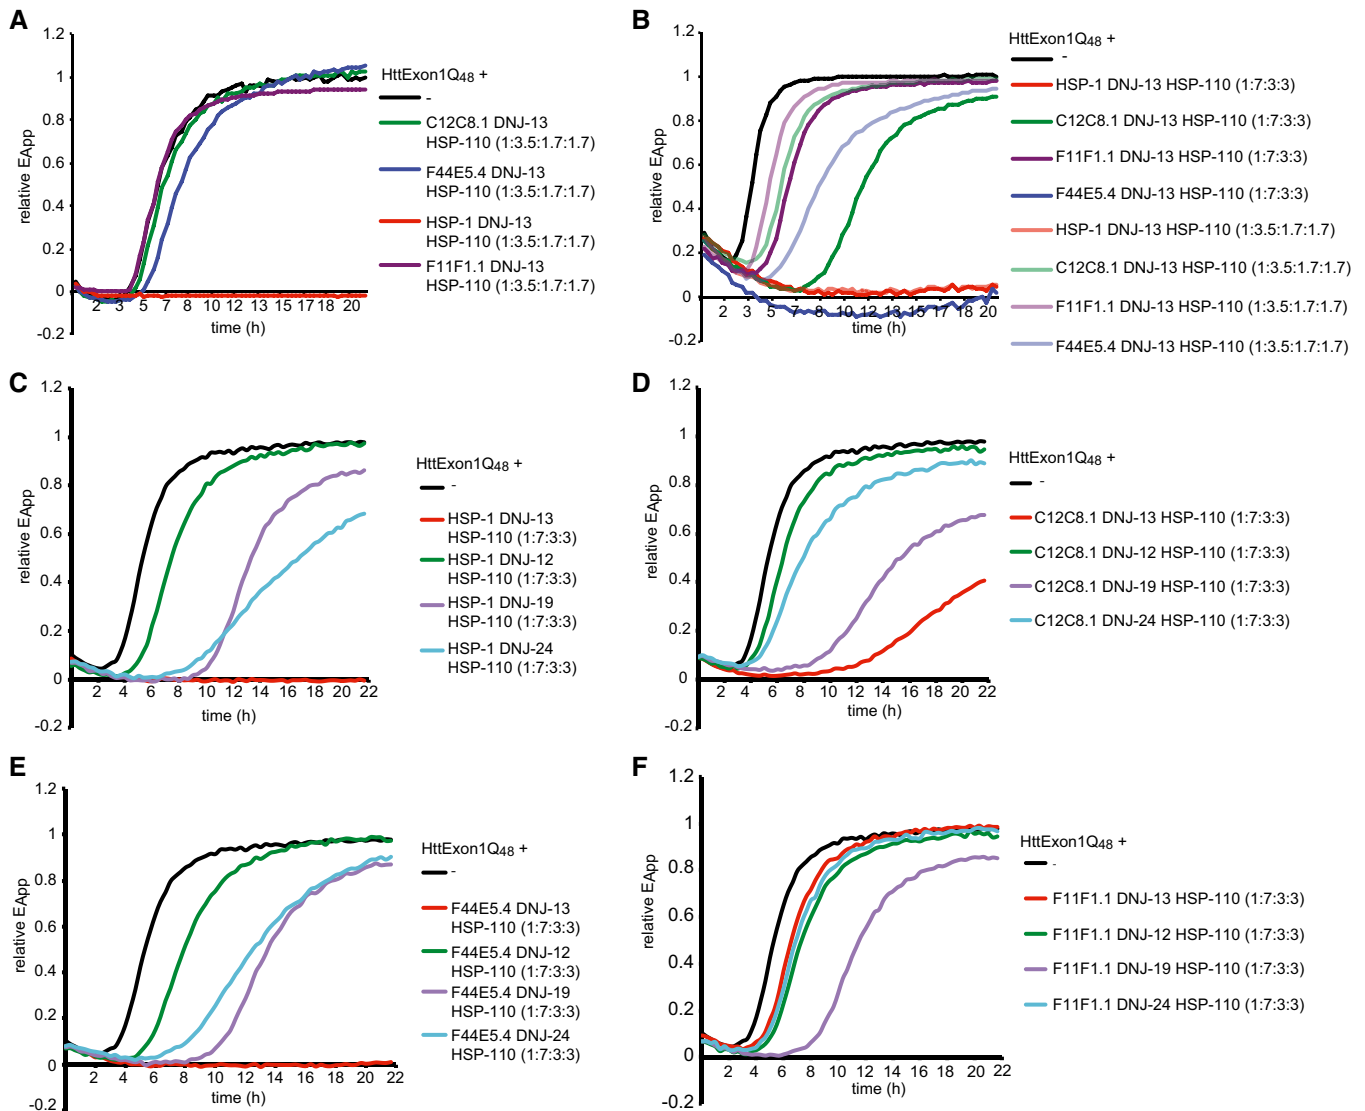 A
1.2
1
0.8
0.6
0.4
0.2
0
-0.2
relative EApp
2 3 5 7 8 10 12 13 15 17 18 20
time (h)
HttExon1Q48 +
-
C12C8.1 DNJ-13
HSP-110 (1:3.5:1.7:1.7)
F44E5.4 DNJ-13
HSP-110 (1:3.5:1.7:1.7)
HSP-1 DNJ-13
HSP-110 (1:3.5:1.7:1.7)
F11F1.1 DNJ-13
HSP-110 (1:3.5:1.7:1.7)
B
1.2
1
0.8
0.6
0.4
0.2
0
-0.2
relative EApp
2 3 5 7 8 10 12 13 15 17 18 20
time (h)
HttExon1Q48 +
-
HSP-1 DNJ-13 HSP-110 (1:7:3:3)
C12C8.1 DNJ-13 HSP-110 (1:7:3:3)
F11F1.1 DNJ-13 HSP-110 (1:7:3:3)
F44E5.4 DNJ-13 HSP-110 (1:7:3:3)
HSP-1 DNJ-13 HSP-110 (1:3.5:1.7:1.7)
C12C8.1 DNJ-13 HSP-110 (1:3.5:1.7:1.7)
F11F1.1 DNJ-13 HSP-110 (1:3.5:1.7:1.7)
F44E5.4 DNJ-13 HSP-110 (1:3.5:1.7:1.7)
C
1.2
1
0.8
0.6
0.4
0.2
0
-0.2
relative EApp
2 4 6 8 10 12 14 16 18 20 22
time (h)
HttExon1Q48 +
-
HSP-1 DNJ-13
HSP-110 (1:7:3:3)
HSP-1 DNJ-12
HSP-110 (1:7:3:3)
HSP-1 DNJ-19
HSP-110 (1:7:3:3)
HSP-1 DNJ-24
HSP-110 (1:7:3:3)
D
1.2
1
0.8
0.6
0.4
0.2
0
-0.2
relative EApp
2 4 6 8 10 12 14 16 18 20 22
time (h)
HttExon1Q48 +
-
C12C8.1 DNJ-13 HSP-110 (1:7:3:3)
C12C8.1 DNJ-12 HSP-110 (1:7:3:3)
C12C8.1 DNJ-19 HSP-110 (1:7:3:3)
C12C8.1 DNJ-24 HSP-110 (1:7:3:3)
E
1.2
1
0.8
0.6
0.4
0.2
0
-0.2
relative EApp
2 4 6 8 10 12 14 16 18 20 22
time (h)
HttExon1Q48 +
-
F44E5.4 DNJ-13
HSP-110 (1:7:3:3)
F44E5.4 DNJ-12
HSP-110 (1:7:3:3)
F44E5.4 DNJ-19
HSP-110 (1:7:3:3)
F44E5.4 DNJ-24
HSP-110 (1:7:3:3)
F
1.2
1
0.8
0.6
0.4
0.2
0
-0.2
relative EApp
2 4 6 8 10 12 14 16 18 20 22
time (h)
HttExon1Q48 +
-
F11F1.1 DNJ-13 HSP-110 (1:7:3:3)
F11F1.1 DNJ-12 HSP-110 (1:7:3:3)
F11F1.1 DNJ-19 HSP-110 (1:7:3:3)
F11F1.1 DNJ-24 HSP-110 (1:7:3:3)